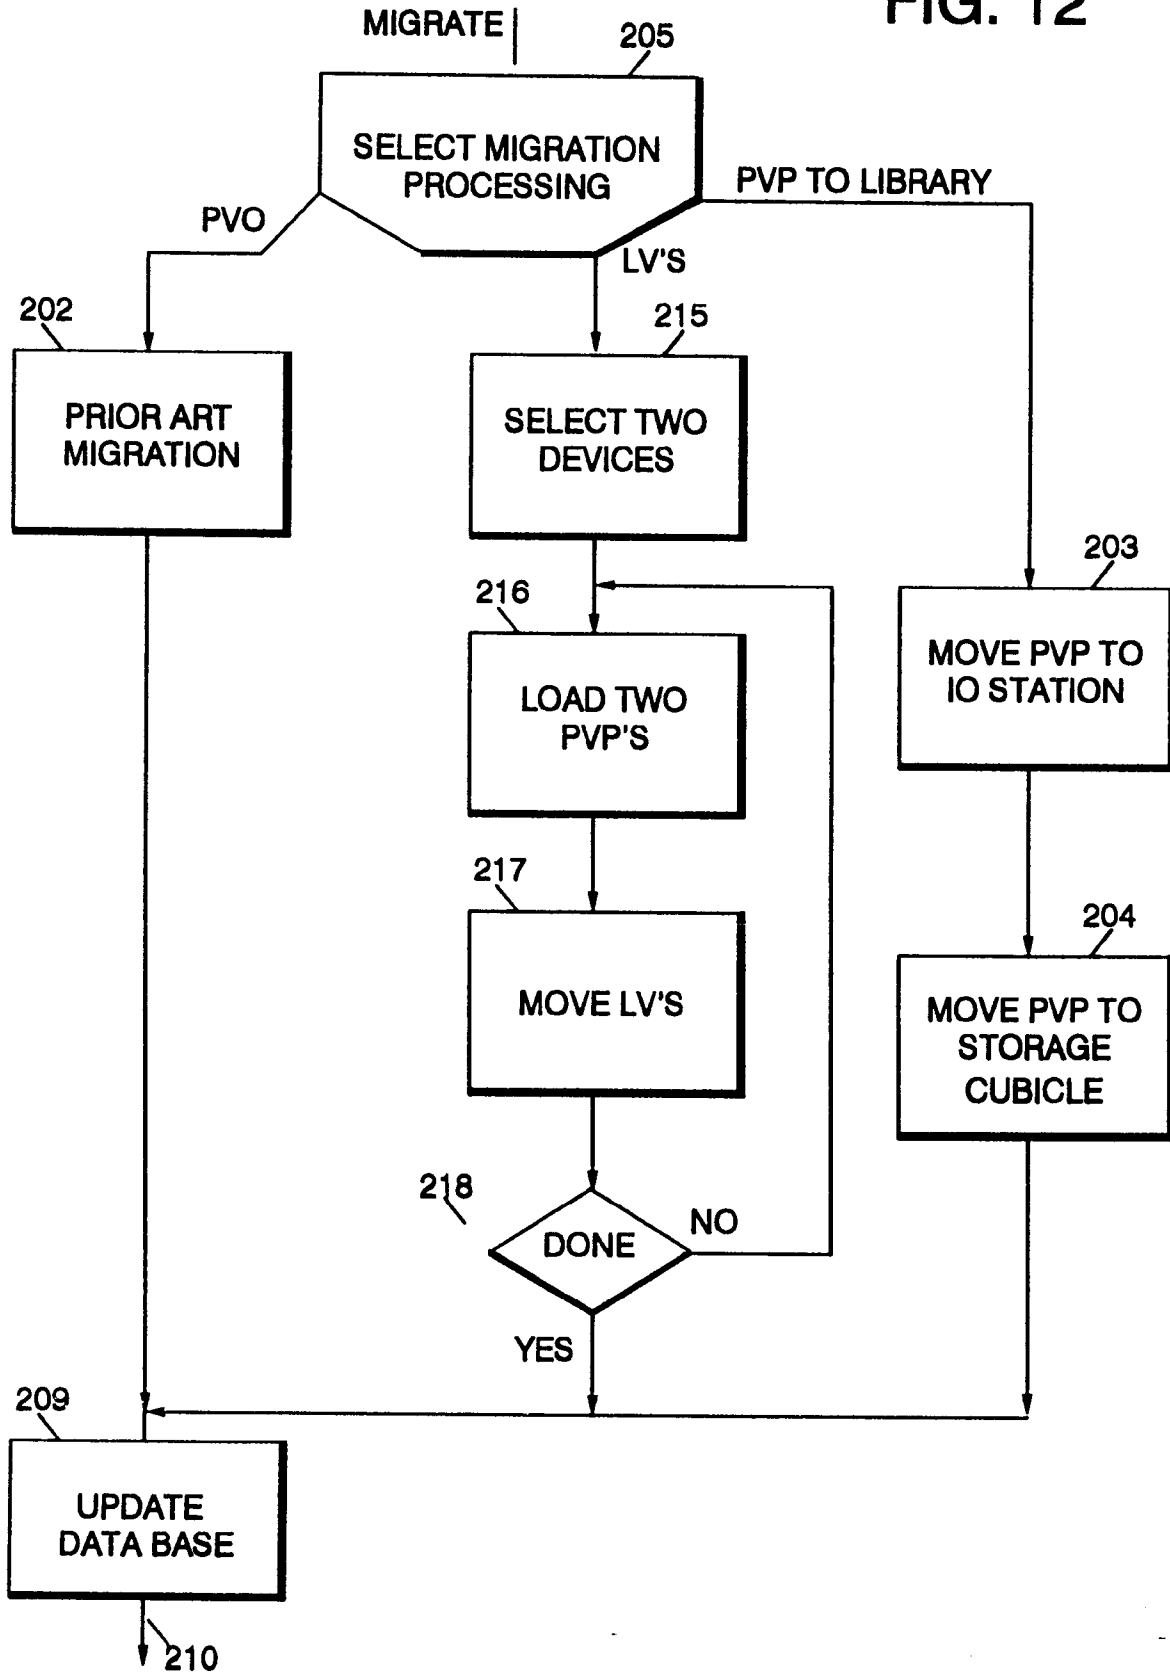 FIG. 12
MIGRATE
205
SELECT MIGRATION
PROCESSING
PVP TO LIBRARY
PVO
LV'S
202
215
PRIOR ART
MIGRATION
SELECT TWO
DEVICES
203
216
MOVE PVP TO
IO STATION
LOAD TWO
PVP'S
217
204
MOVE LV'S
MOVE PVP TO
STORAGE
CUBICLE
218
NO
DONE
YES
209
UPDATE
DATA BASE
210